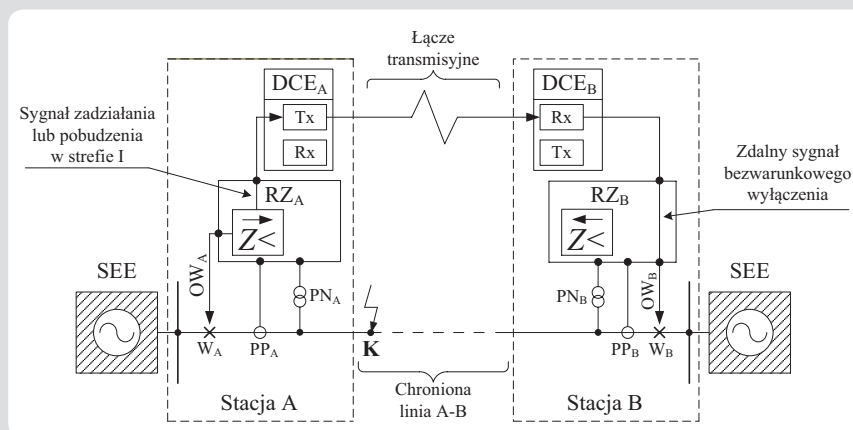 Łącze
transmisyjne
DCE_A
Tx
Rx
DCE_B
Rx
Tx
Sygnał zadziałania
lub pobudzenia
w strefie I
Zdalny sygnał
bezwarunkowego
wyłączenia
RZ_A
Z<
RZ_B
Z<
SEE
OW_A
PN_A
PN_B
OW_B
SEE
W_A
PP_A
K
PP_B
W_B
Stacja A
Chroniona
linia A-B
Stacja B